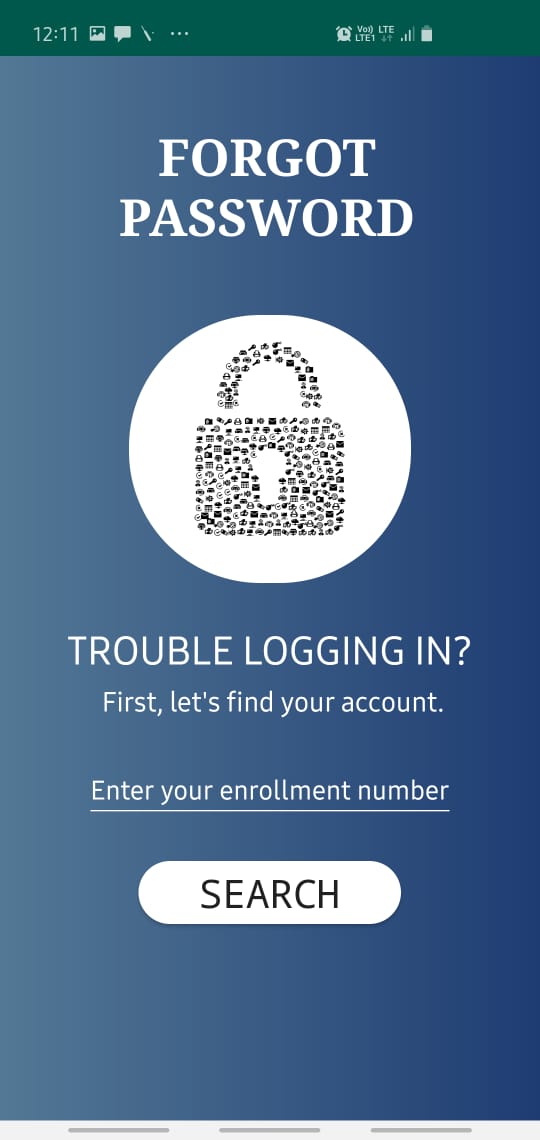 12:11
Vo)) LTE
LTE1
FORGOT
PASSWORD
TROUBLE LOGGING IN?
First, let's find your account.
Enter your enrollment number
SEARCH